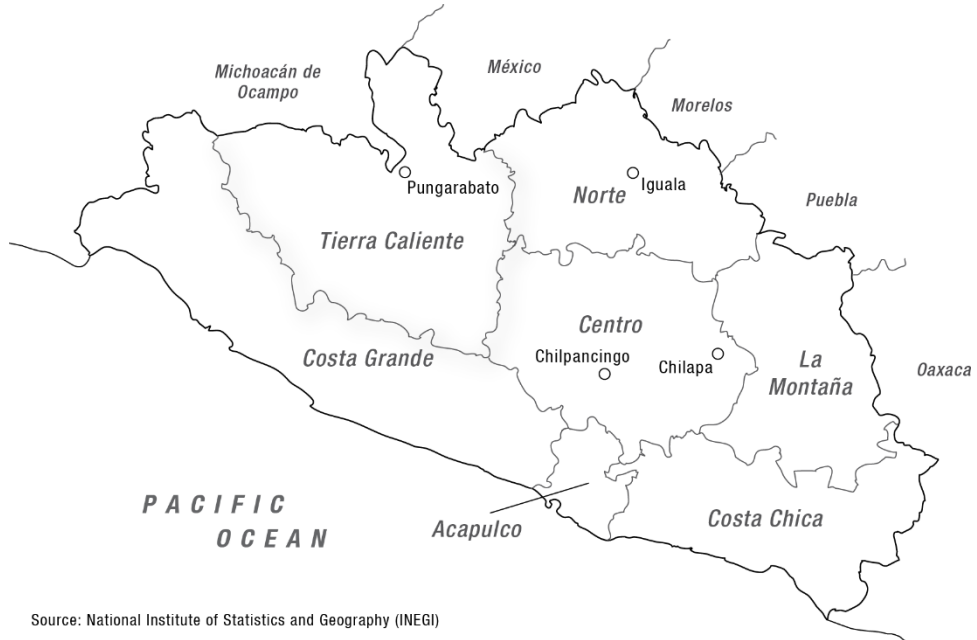 Michoacán de
Ocampo
México
Morelos
Puebla
Oaxaca
Pungarabato
Iguala
Norte
Tierra Caliente
Centro
Costa Grande
Chilpancingo
Chilapa
La
Montaña
Acapulco
Costa Chica
PACIFIC
OCEAN
Source: National Institute of Statistics and Geography (INEGI)